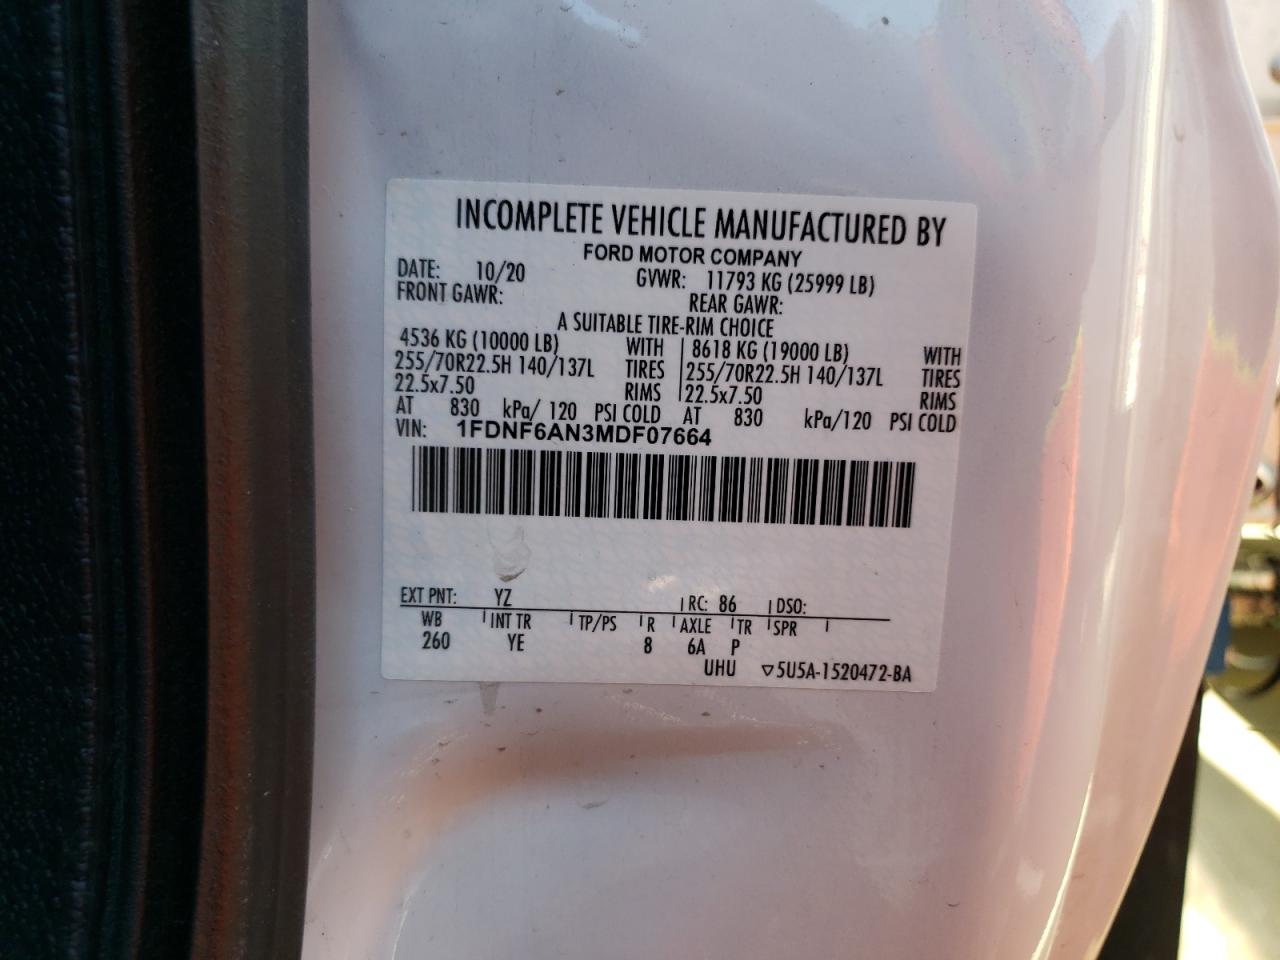 INCOMPLETE VEHICLE MANUFACTURED BY
FORD MOTOR COMPANY
DATE: 10/20 GVWR: 11793 KG (25999 LB)
FRONT GAWR: REAR GAWR:
A SUITABLE TIRE-RIM CHOICE
4536 KG (10000 LB) WITH 8618 KG (19000 LB) WITH
255/70R22.5H 140/137L TIRES 255/70R22.5H 140/137L TIRES
22.5x7.50 RIMS 22.5x7.50 RIMS
AT 830 kPa/ 120 PSI COLD AT 830 kPa/120 PSI COLD
VIN: 1FDNF6AN3MDF07664
EXT PNT: YZ RC: 86 DSO:
WB INT TR TP/PS R AXLE TR SPR
260 YE 8 6A P
UHU ▽5U5A-1520472-BA